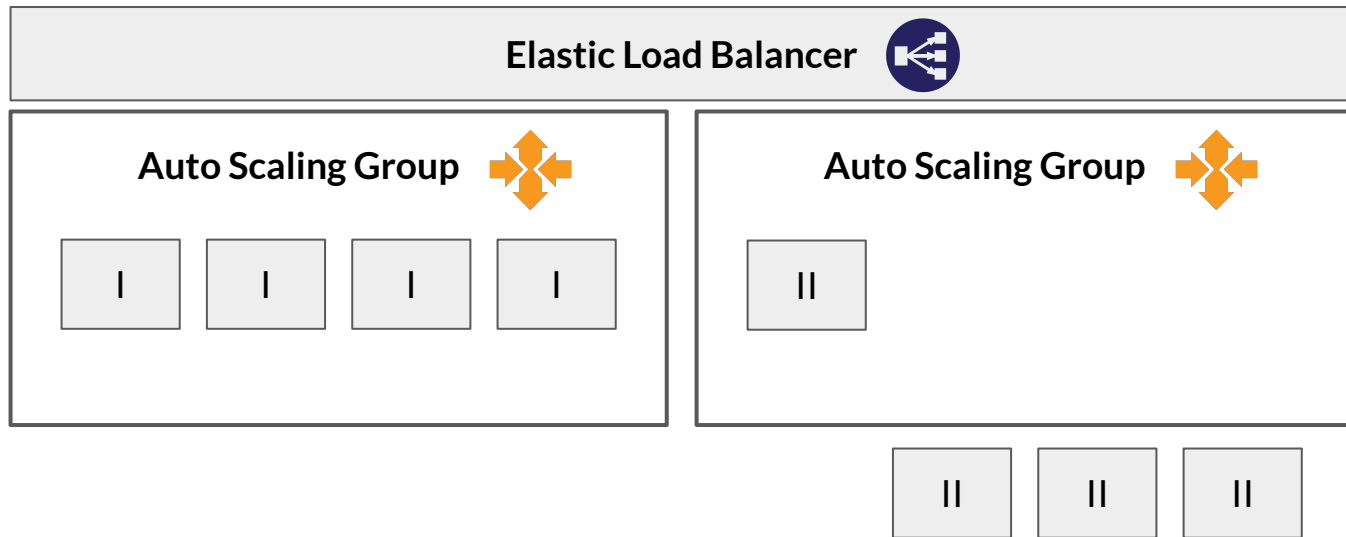 Elastic Load Balancer
Auto Scaling Group
Auto Scaling Group
I I I I
II
II II II